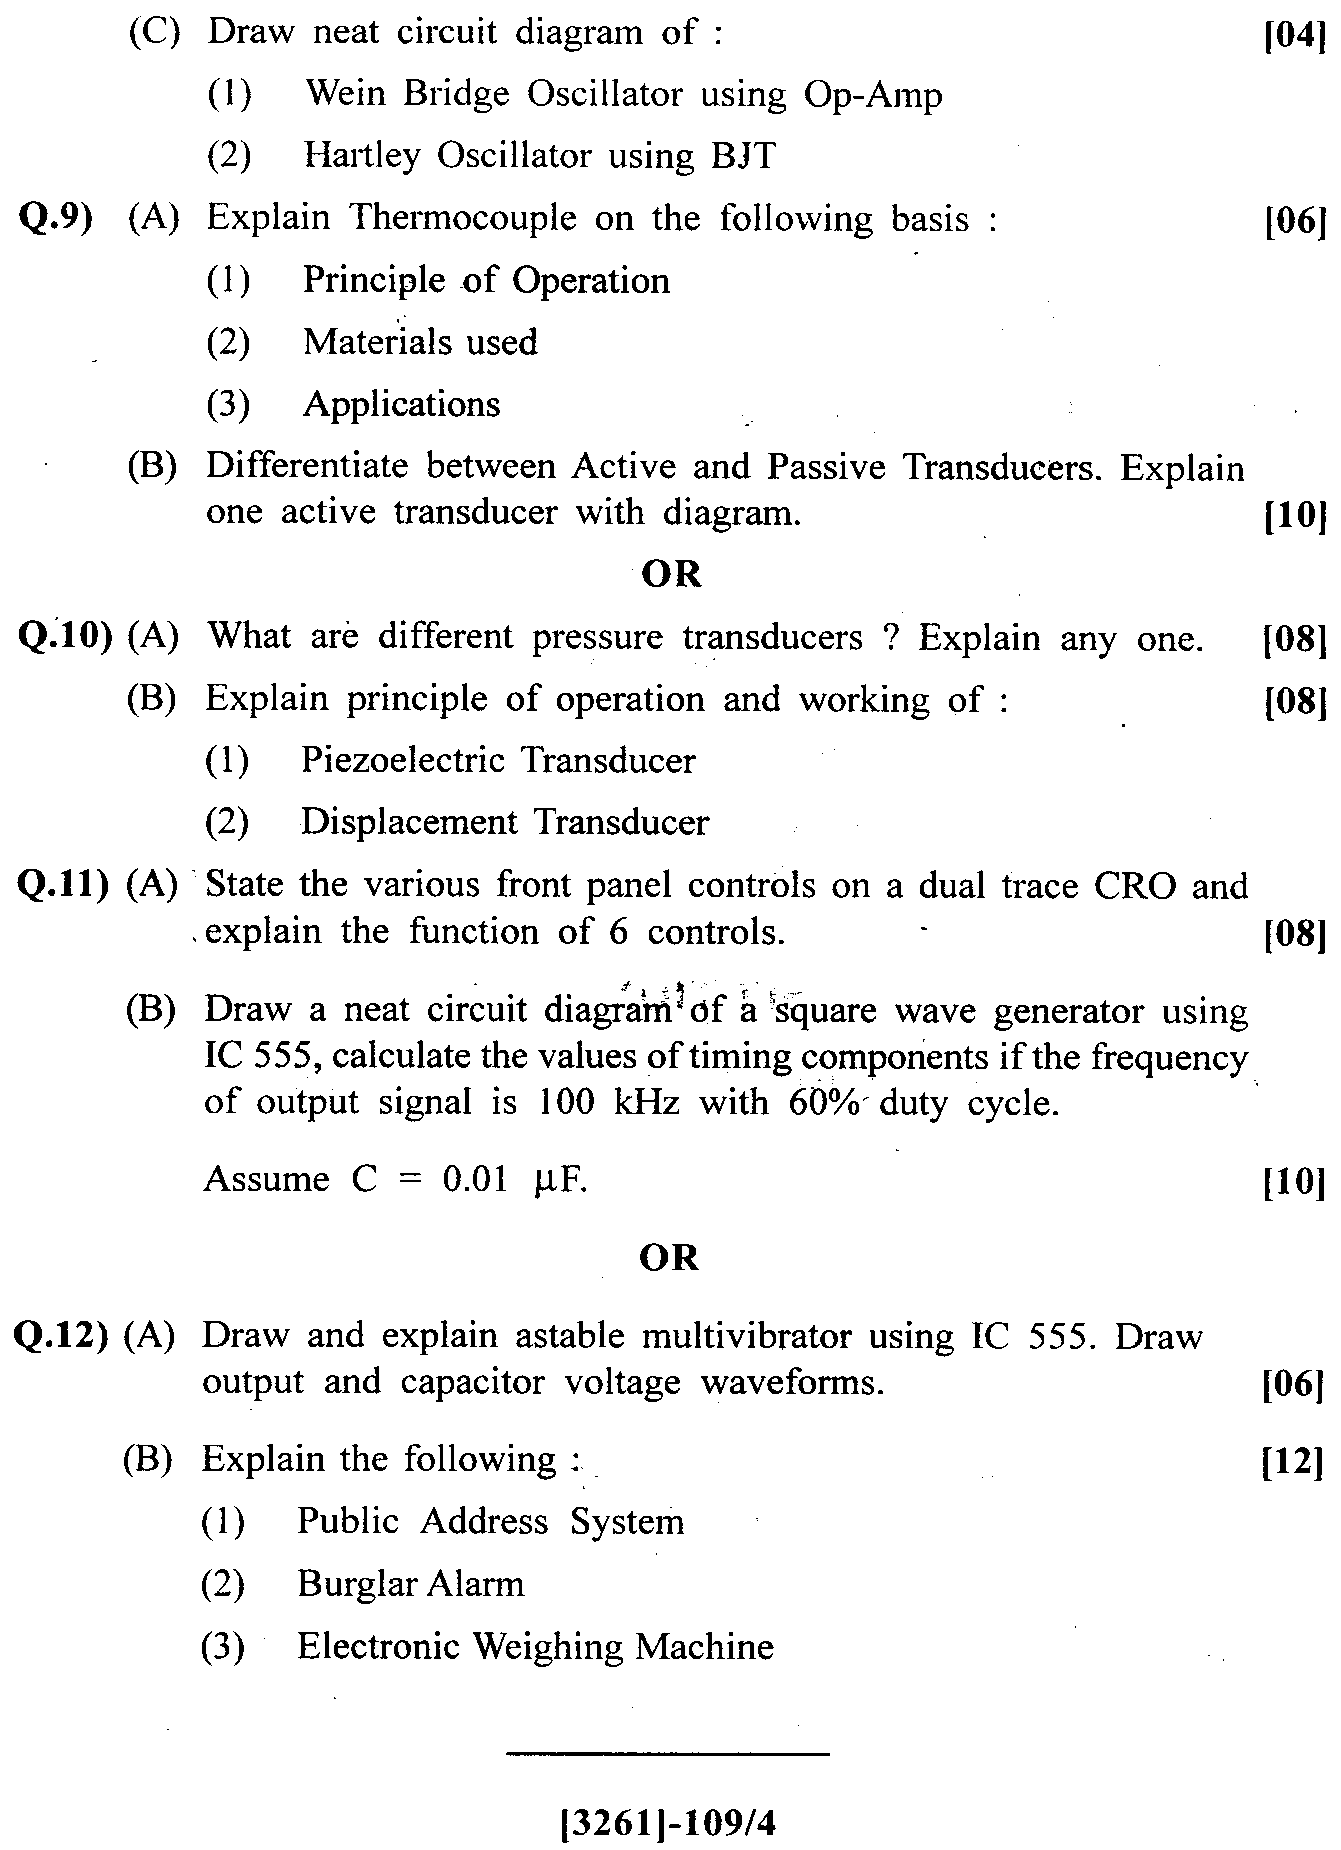 (C) Draw neat circuit diagram of : [04]
(1) Wein Bridge Oscillator using Op-Amp
(2) Hartley Oscillator using BJT
Q.9) (A) Explain Thermocouple on the following basis : [06]
(1) Principle of Operation
(2) Materials used
(3) Applications
(B) Differentiate between Active and Passive Transducers. Explain
one active transducer with diagram. [10]
OR
Q.10) (A) What are different pressure transducers ? Explain any one. [08]
(B) Explain principle of operation and working of : [08]
(1) Piezoelectric Transducer
(2) Displacement Transducer
Q.11) (A) State the various front panel controls on a dual trace CRO and
explain the function of 6 controls. [08]
(B) Draw a neat circuit diagram of a square wave generator using
IC 555, calculate the values of timing components if the frequency
of output signal is 100 kHz with 60% duty cycle.
Assume C = 0.01 µF. [10]
OR
Q.12) (A) Draw and explain astable multivibrator using IC 555. Draw
output and capacitor voltage waveforms. [06]
(B) Explain the following : [12]
(1) Public Address System
(2) Burglar Alarm
(3) Electronic Weighing Machine
[3261]-109/4